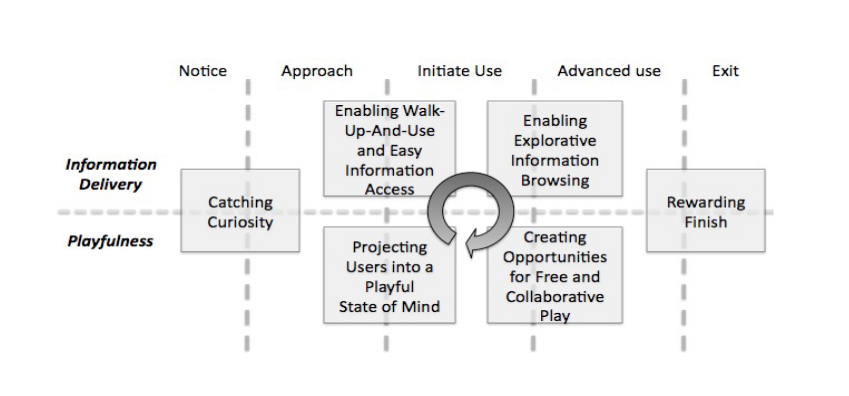 Notice
Approach
Initiate Use
Advanced use
Exit
Information
Delivery
Playfulness
Catching
Curiosity
Enabling Walk-
Up-And-Use
and Easy
Information
Access
Projecting
Users into a
Playful
State of Mind
Enabling
Explorative
Information
Browsing
Creating
Opportunities
for Free and
Collaborative
Play
Rewarding
Finish